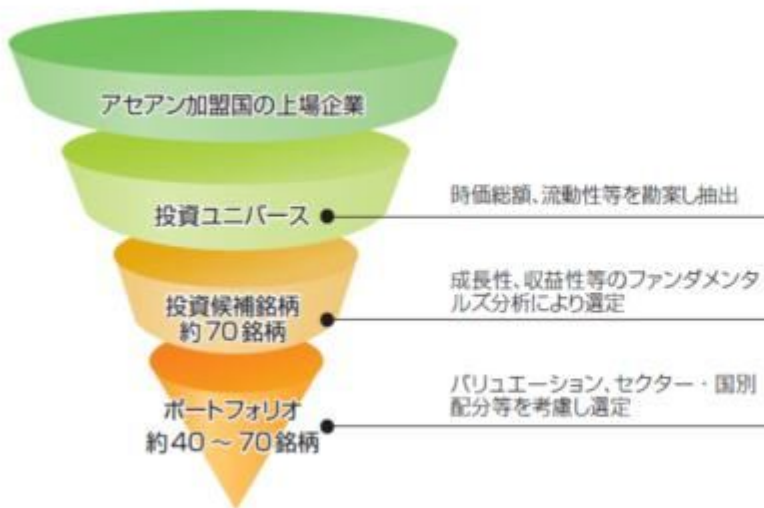 アセアン加盟国の上場企業
投資ユニバース
時価総額、流動性等を勘案し抽出
投資候補銘柄
約70銘柄
成長性、収益性等のファンダメンタ
ルズ分析により選定
ポートフォリオ
約40～70銘柄
バリュエーション、セクター・国別
配分等を考慮し選定